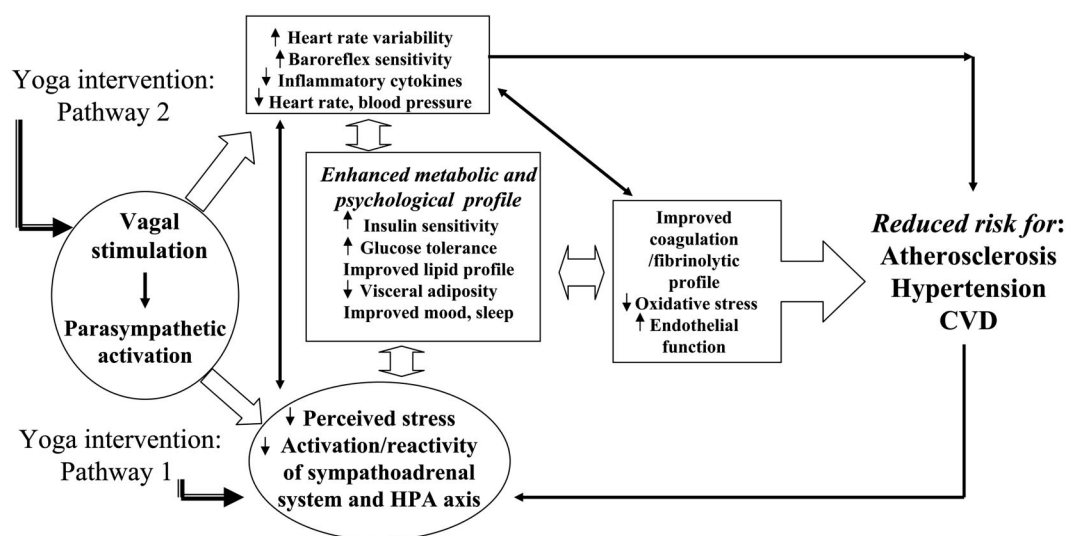 ↑ Heart rate variability
↑ Baroreflex sensitivity
↓ Inflammatory cytokines
↓ Heart rate, blood pressure
Yoga intervention:
Pathway 2
Vagal
stimulation
Parasympathetic
activation
Enhanced metabolic and
psychological profile
↑ Insulin sensitivity
↑ Glucose tolerance
Improved lipid profile
↓ Visceral adiposity
Improved mood, sleep
Improved
coagulation
/fibrinolytic
profile
↓ Oxidative stress
↑ Endothelial
function
Reduced risk for:
Atherosclerosis
Hypertension
CVD
Yoga intervention:
Pathway 1
↓ Perceived stress
↓ Activation/reactivity
of sympathoadrenal
system and HPA axis